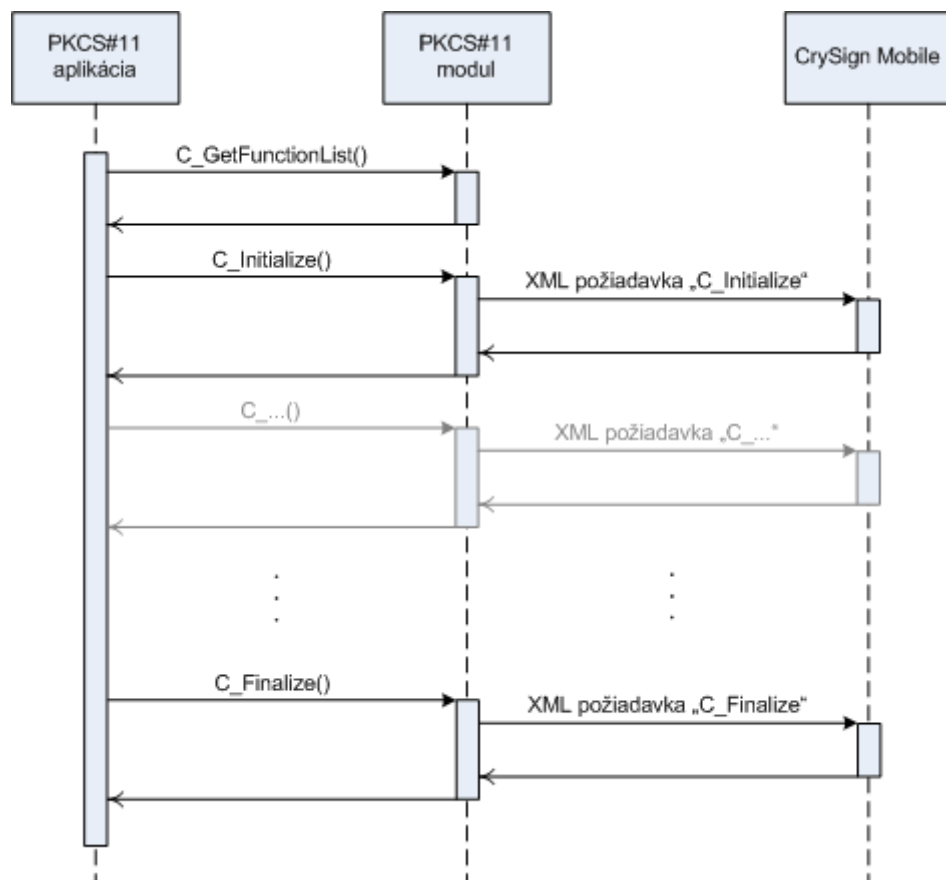 PKCS#11
aplikácia
PKCS#11
modul
CrySign Mobile
C_GetFunctionList()
C_Initialize()
XML požiadavka „C_Initialize“
C_...()
XML požiadavka „C_...“
C_Finalize()
XML požiadavka „C_Finalize“